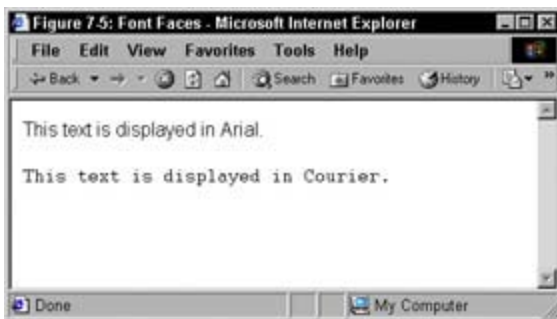 Figure 7-5: Font Faces - Microsoft Internet Explorer
File Edit View Favorites Tools Help
Back Search Favorites History »
This text is displayed in Arial.
This text is displayed in Courier.
Done My Computer